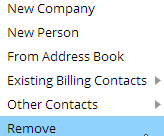 New Company
New Person
From Address Book
Existing Billing Contacts
Other Contacts
Remove